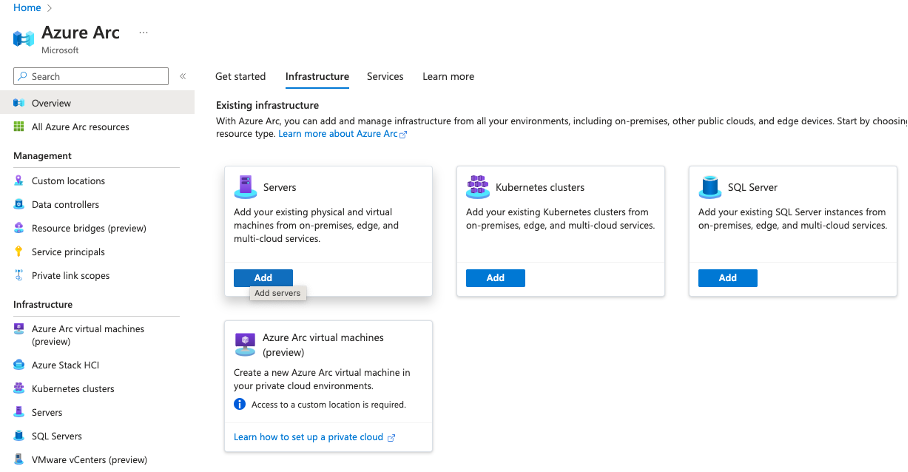 Home >
Azure Arc ...
Microsoft
Search «
Overview
All Azure Arc resources
Management
Custom locations
Data controllers
Resource bridges (preview)
Service principals
Private link scopes
Infrastructure
Azure Arc virtual machines
(preview)
Azure Stack HCI
Kubernetes clusters
Servers
SQL Servers
VMware vCenters (preview)
Get started Infrastructure Services Learn more
Existing infrastructure
With Azure Arc, you can add and manage infrastructure from all your environments, including on-premises, other public clouds, and edge devices. Start by choosing
resource type. Learn more about Azure Arc
Servers
Add your existing physical and virtual
machines from on-premises, edge, and
multi-cloud services.
Add
Add servers
Kubernetes clusters
Add your existing Kubernetes clusters from
on-premises, edge, and multi-cloud services.
Add
SQL Server
Add your existing SQL Server instances from
on-premises, edge, and multi-cloud services.
Add
Azure Arc virtual machines
(preview)
Create a new Azure Arc virtual machine in
your private cloud environments.
Access to a custom location is required.
Learn how to set up a private cloud